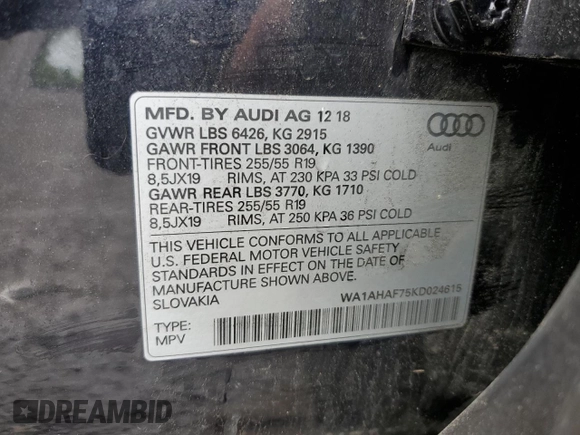 MFD. BY AUDI AG 12 18
GVWR LBS 6426, KG 2915
GAWR FRONT LBS 3064, KG 1390
FRONT-TIRES 255/55 R19
8,5JX19 RIMS, AT 230 KPA 33 PSI COLD
GAWR REAR LBS 3770, KG 1710
REAR-TIRES 255/55 R19
8,5JX19 RIMS, AT 250 KPA 36 PSI COLD
Audi
THIS VEHICLE CONFORMS TO ALL APPLICABLE
U.S. FEDERAL MOTOR VEHICLE SAFETY
STANDARDS IN EFFECT ON THE DATE OF
MANUFACTURE SHOWN ABOVE.
SLOVAKIA WA1AHAF75KD024615
TYPE:
MPV
DREAMBID